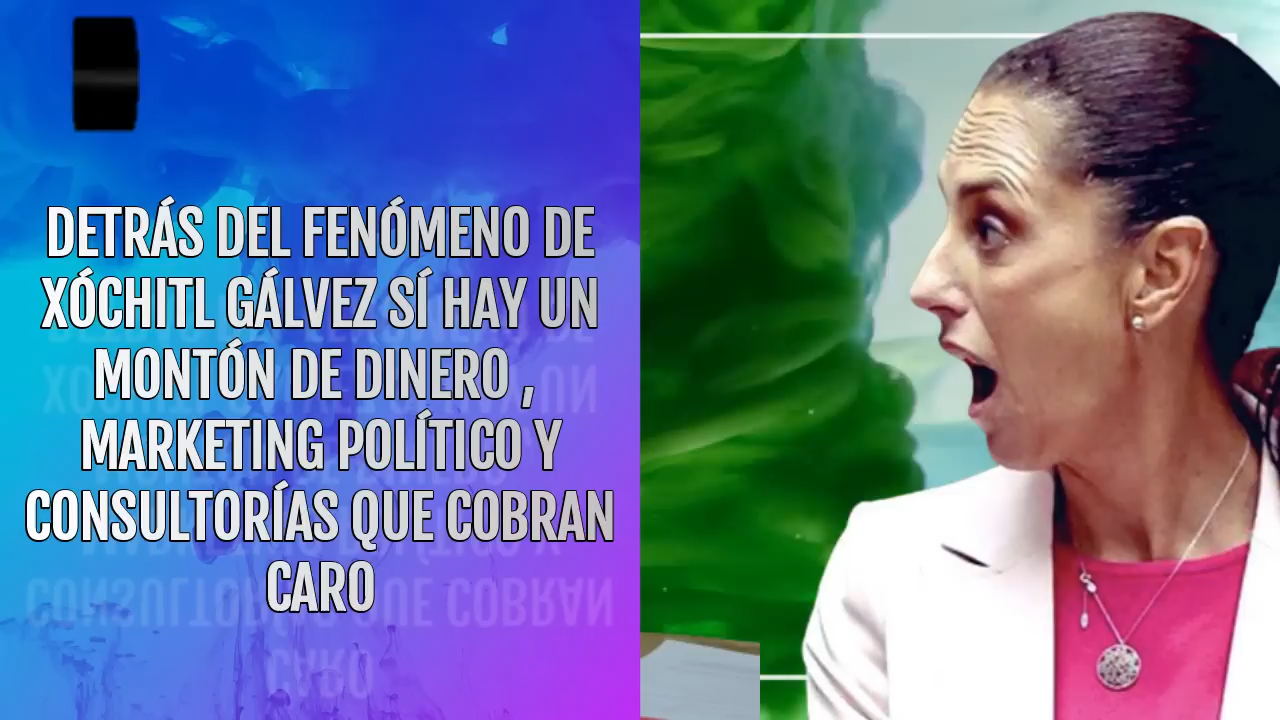 DETRÁS DEL FENÓMENO DE
XÓCHITL GÁLVEZ SÍ HAY UN
MONTÓN DE DINERO ,
MARKETING POLÍTICO Y
CONSULTORÍAS QUE COBRAN
CARO